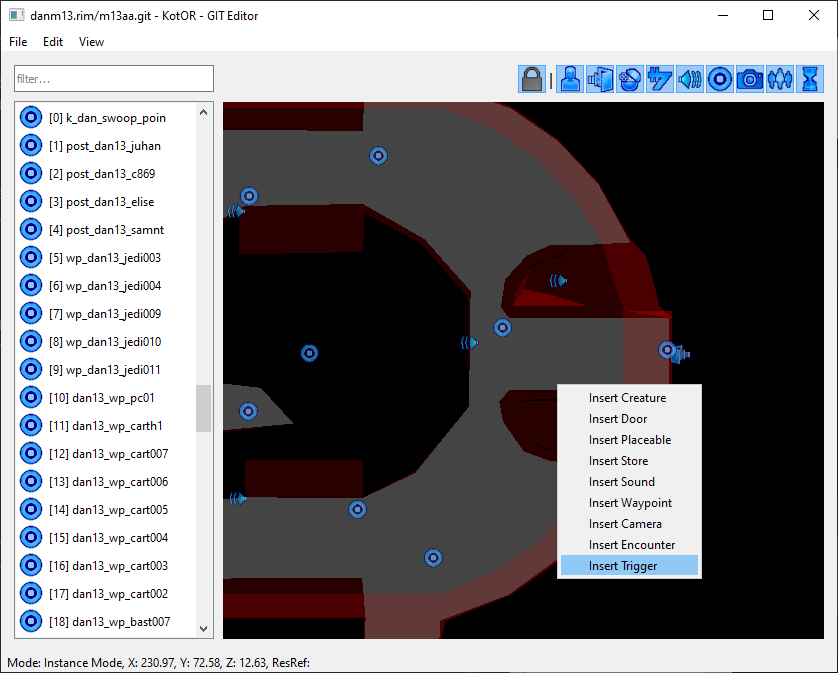 danm13.rim/m13aa.git - KotOR - GIT Editor
File Edit View
filter...
[0] k_dan_swoop_poin
[1] post_dan13_juhan
[2] post_dan13_c869
[3] post_dan13_elise
[4] post_dan13_samnt
[5] wp_dan13_jedi003
[6] wp_dan13_jedi004
[7] wp_dan13_jedi009
[8] wp_dan13_jedi010
[9] wp_dan13_jedi011
[10] dan13_wp_pc01
[11] dan13_wp_carth1
[12] dan13_wp_cart007
[13] dan13_wp_cart006
[14] dan13_wp_cart005
[15] dan13_wp_cart004
[16] dan13_wp_cart003
[17] dan13_wp_cart002
[18] dan13_wp_bast007
Insert Creature
Insert Door
Insert Placeable
Insert Store
Insert Sound
Insert Waypoint
Insert Camera
Insert Encounter
Insert Trigger
Mode: Instance Mode, X: 230.97, Y: 72.58, Z: 12.63, ResRef: